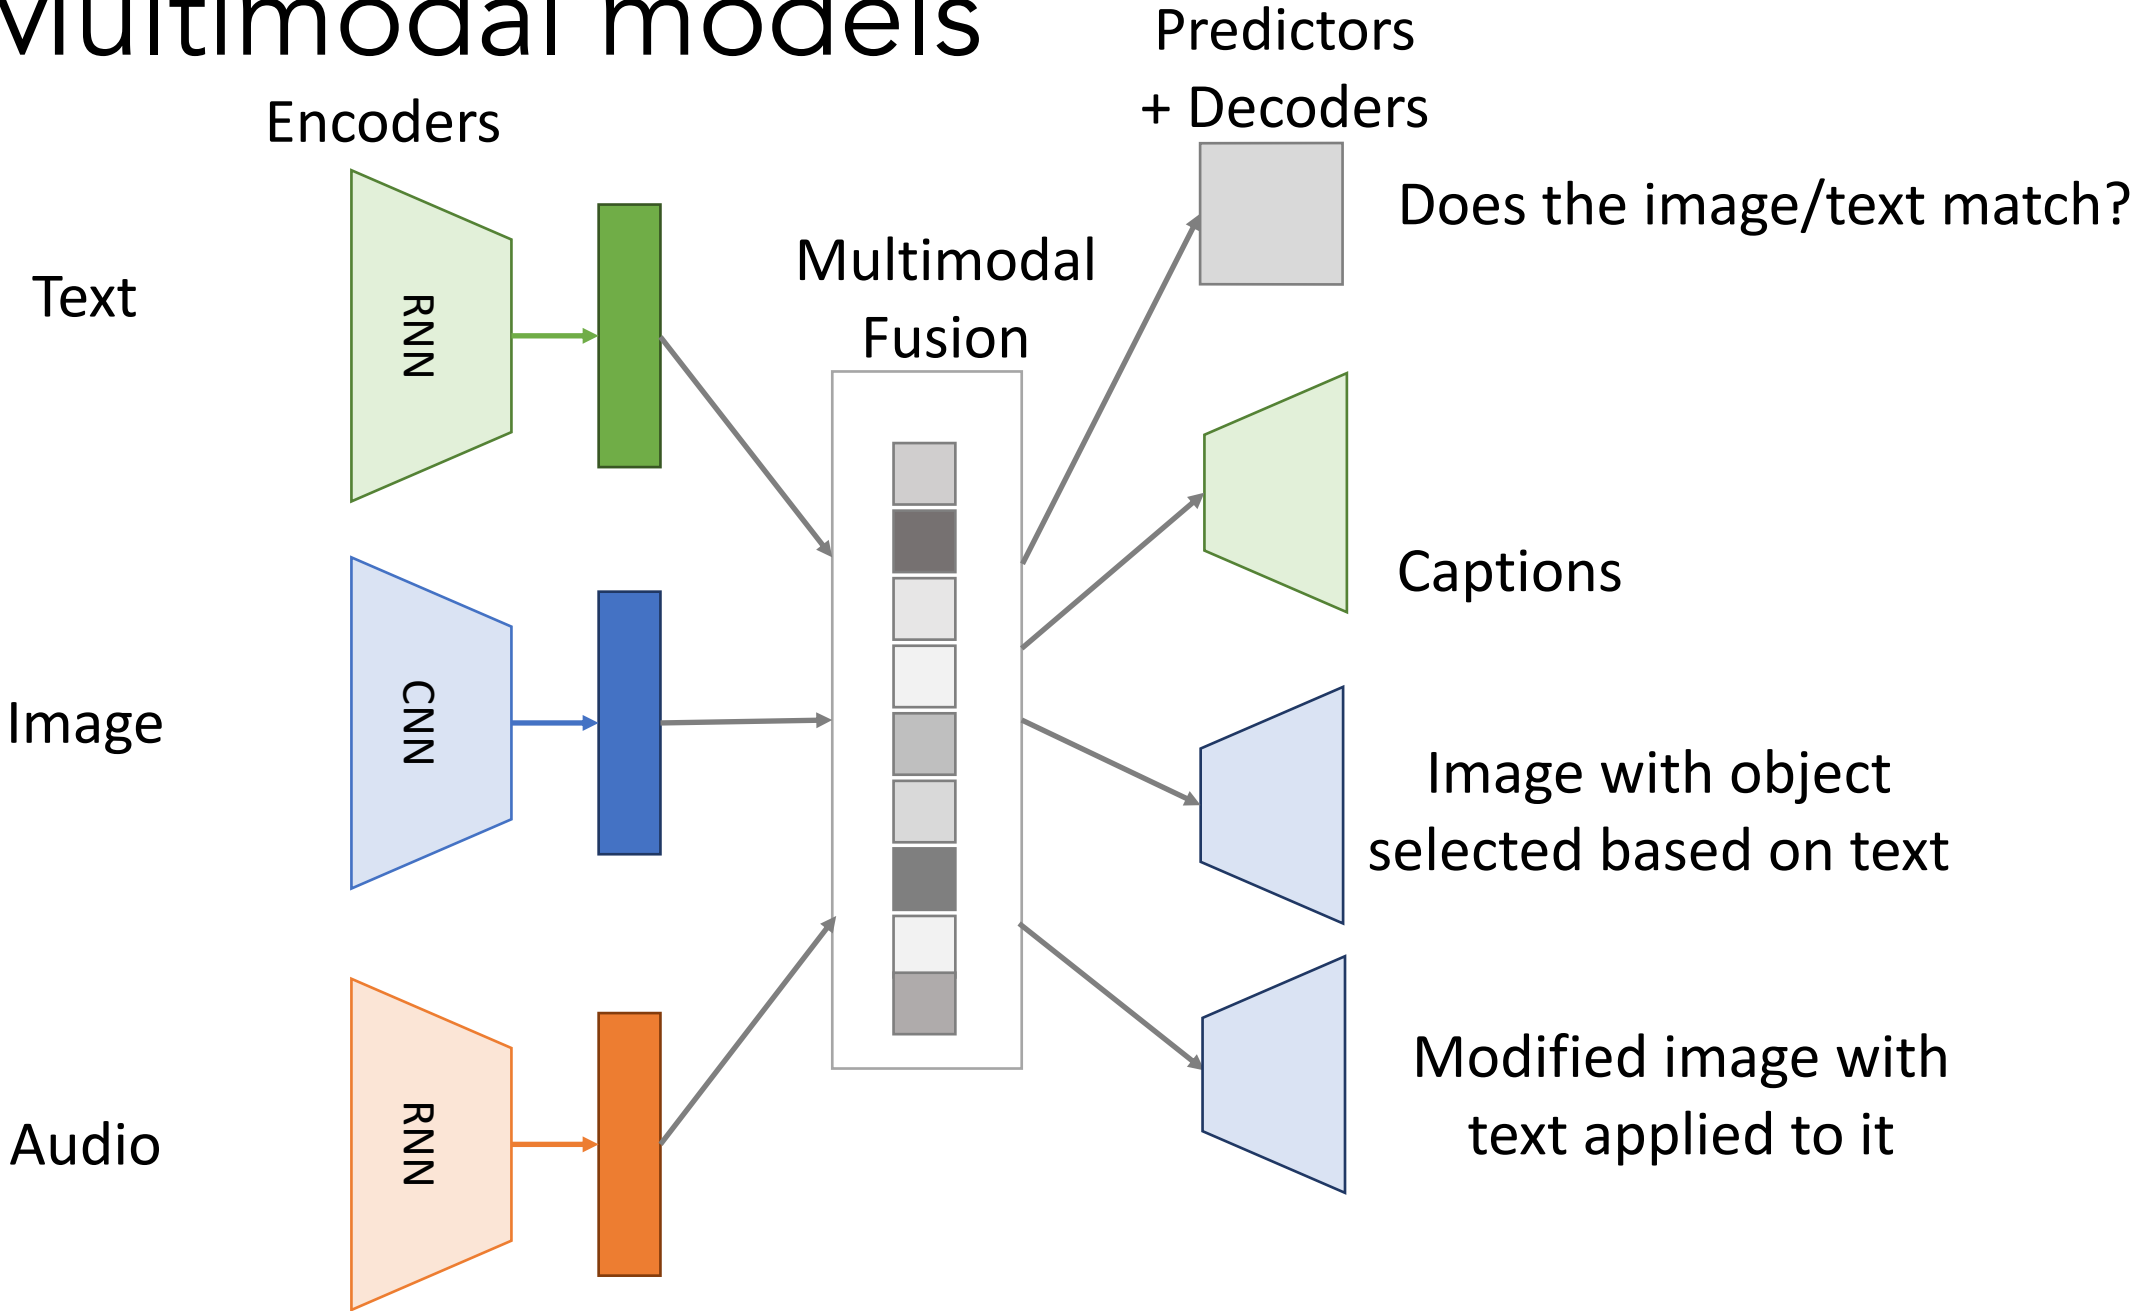 Multimodal models
Predictors
+ Decoders
Encoders
Does the image/text match?
Multimodal
Fusion
Text
RNN
Captions
Image
CNN
Image with object
selected based on text
Audio
RNN
Modified image with
text applied to it